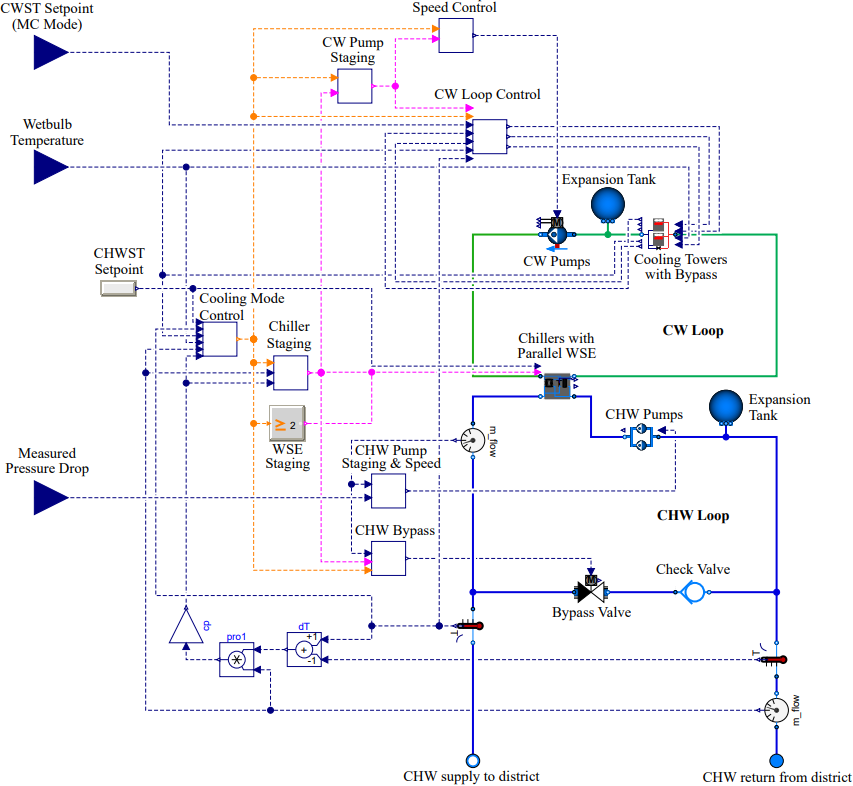 CWST Setpoint
(MC Mode)
Speed Control
CW Pump
Staging
CW Loop Control
Wetbulb
Temperature
Expansion Tank
M
CW Pumps
Cooling Towers
with Bypass
CHWST
Setpoint
Cooling Mode
Control
CW Loop
Chiller
Staging
Chillers with
Parallel WSE
Expansion
Tank
CHW Pumps
≥ 2
WSE
Staging
m_flow
CHW Pump
Staging & Speed
Measured
Pressure Drop
CHW Loop
CHW Bypass
Check Valve
M
Bypass Valve
cp
pro1
dT
+1
+
-1
T
T
m_flow
CHW supply to district
CHW return from district